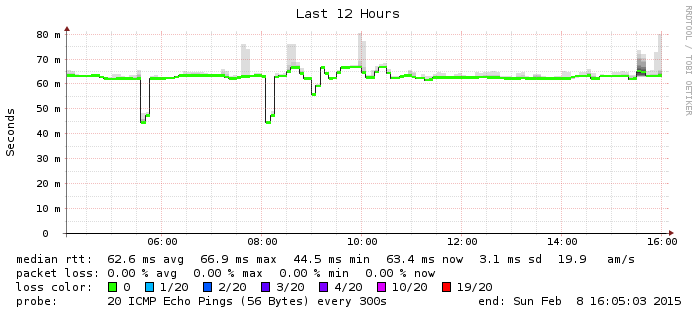 Last 12 Hours
RRDTOOL / TOBI OETIKER
Seconds
80 m
70 m
60 m
50 m
40 m
30 m
20 m
10 m
0
06:00 08:00 10:00 12:00 14:00 16:00
median rtt: 62.6 ms avg 66.9 ms max 44.5 ms min 63.4 ms now 3.1 ms sd 19.9 am/s
packet loss: 0.00 % avg 0.00 % max 0.00 % min 0.00 % now
loss color: 0 1/20 2/20 3/20 4/20 10/20 19/20
probe: 20 ICMP Echo Pings (56 Bytes) every 300s end: Sun Feb 8 16:05:03 2015